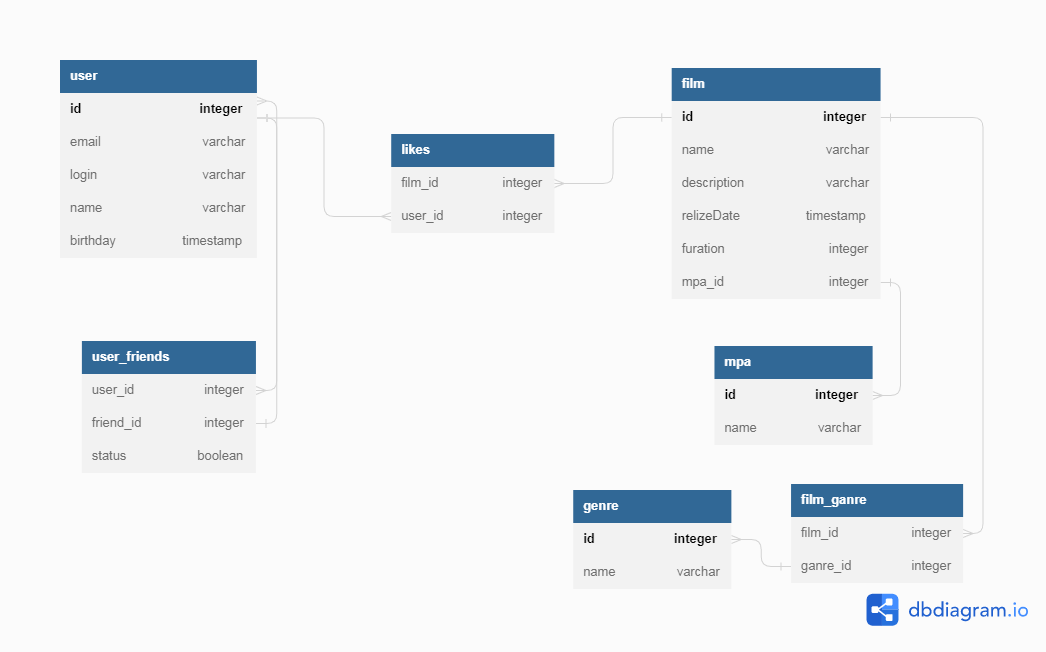 user
id integer
email varchar
login varchar
name varchar
birthday timestamp
likes
film_id integer
user_id integer
film
id integer
name varchar
description varchar
relizeDate timestamp
furation integer
mpa_id integer
user_friends
user_id integer
friend_id integer
status boolean
mpa
id integer
name varchar
genre
id integer
name varchar
film_ganre
film_id integer
ganre_id integer
dbdiagram.io